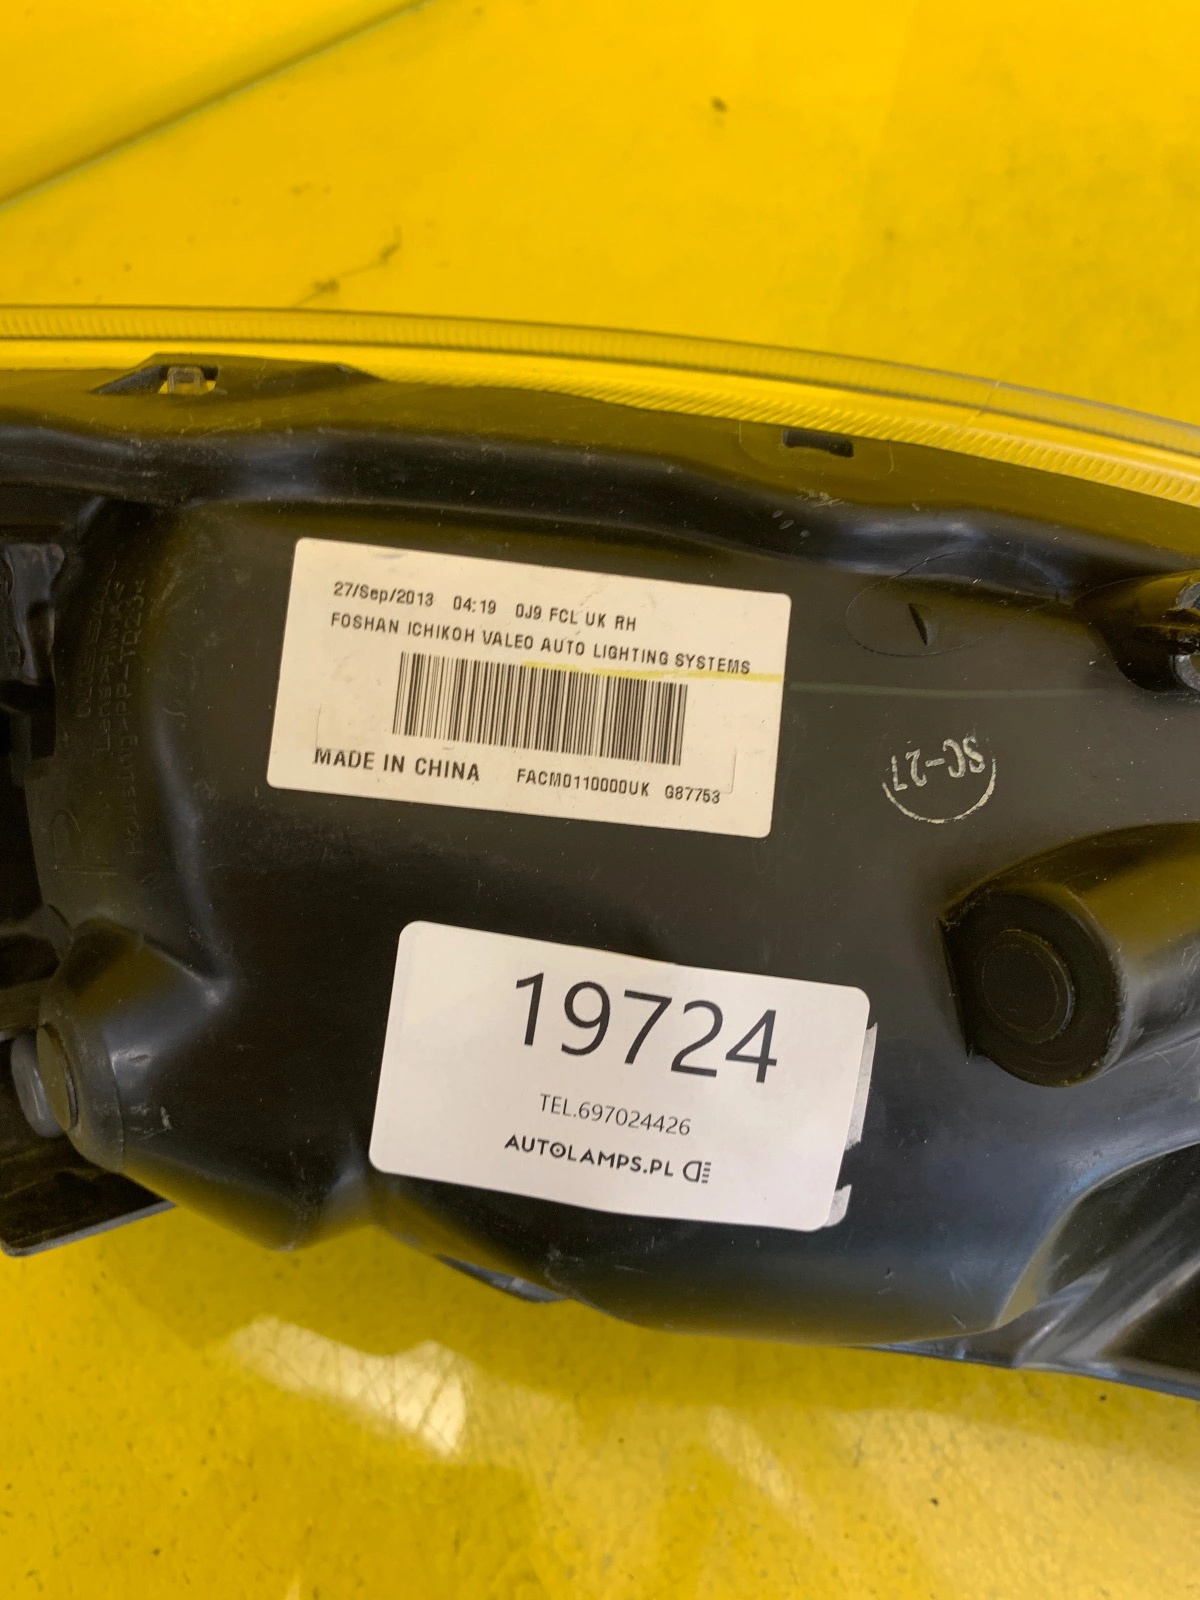 27/Sep/2013 04:19 0J9 FCL UK RH
FOSHAN ICHIKOH VALEO AUTO LIGHTING SYSTEMS
MADE IN CHINA FACM0110000UK G87753
SC-27
19724
TEL.697024426
AUTOLAMPS.PL